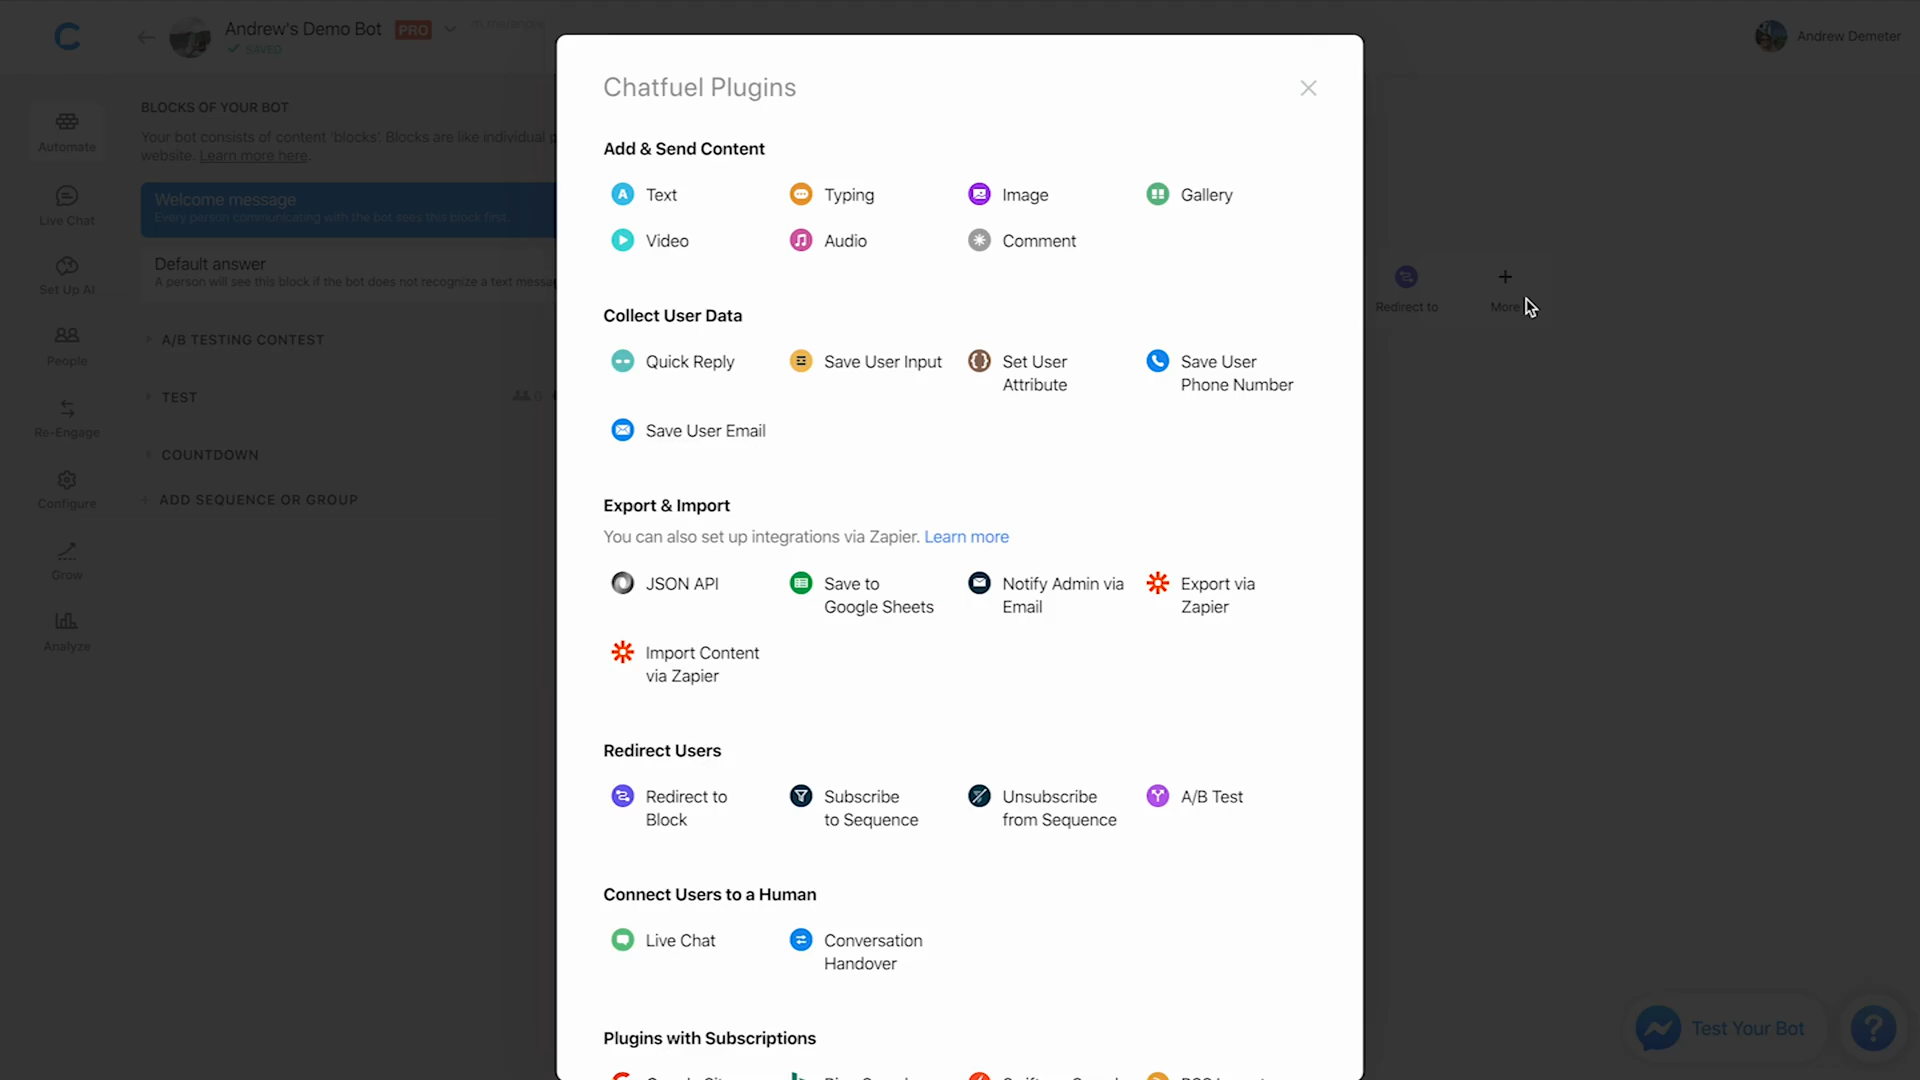 Andrew's Demo Bot PRO
SAVED
Andrew Demeter
Automate
Live Chat
Set Up AI
People
Re-Engage
Configure
Grow
Analyze
BLOCKS OF YOUR BOT
Your bot consists of content 'blocks'. Blocks are like individual
website. Learn more here.
Welcome message
Every person communicating with the bot sees this block first.
Default answer
A person will see this block if the bot does not recognize a text
A/B TESTING CONTEST
TEST
0
COUNTDOWN
+ ADD SEQUENCE OR GROUP
Chatfuel Plugins
Add & Send Content
Text
Typing
Image
Gallery
Video
Audio
Comment
Collect User Data
Quick Reply
Save User Input
Set User
Attribute
Save User
Phone Number
Save User Email
Export & Import
You can also set up integrations via Zapier. Learn more
JSON API
Save to
Google Sheets
Notify Admin via
Email
Export via
Zapier
Import Content
via Zapier
Redirect Users
Redirect to
Block
Subscribe
to Sequence
Unsubscribe
from Sequence
A/B Test
Connect Users to a Human
Live Chat
Conversation
Handover
Plugins with Subscriptions
Redirect to
+
More
Test Your Bot
?